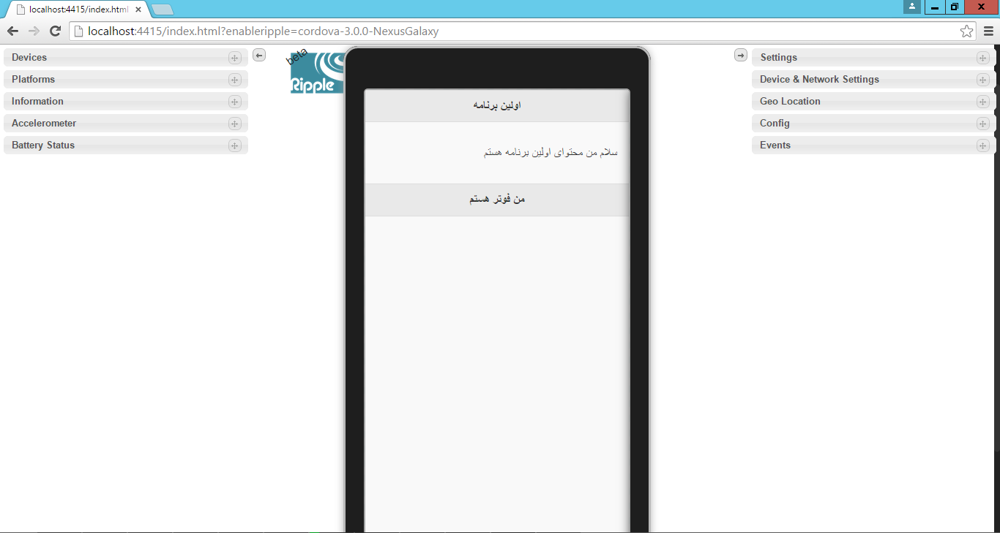 localhost:4415/index.html
localhost:4415/index.html?enableripple=cordova-3.0.0-NexusGalaxy
Devices
Platforms
Information
Accelerometer
Battery Status
beta
Ripple
اولین برنامه
سلام من محتوای اولین برنامه هستم
من فوتر هستم
Settings
Device & Network Settings
Geo Location
Config
Events